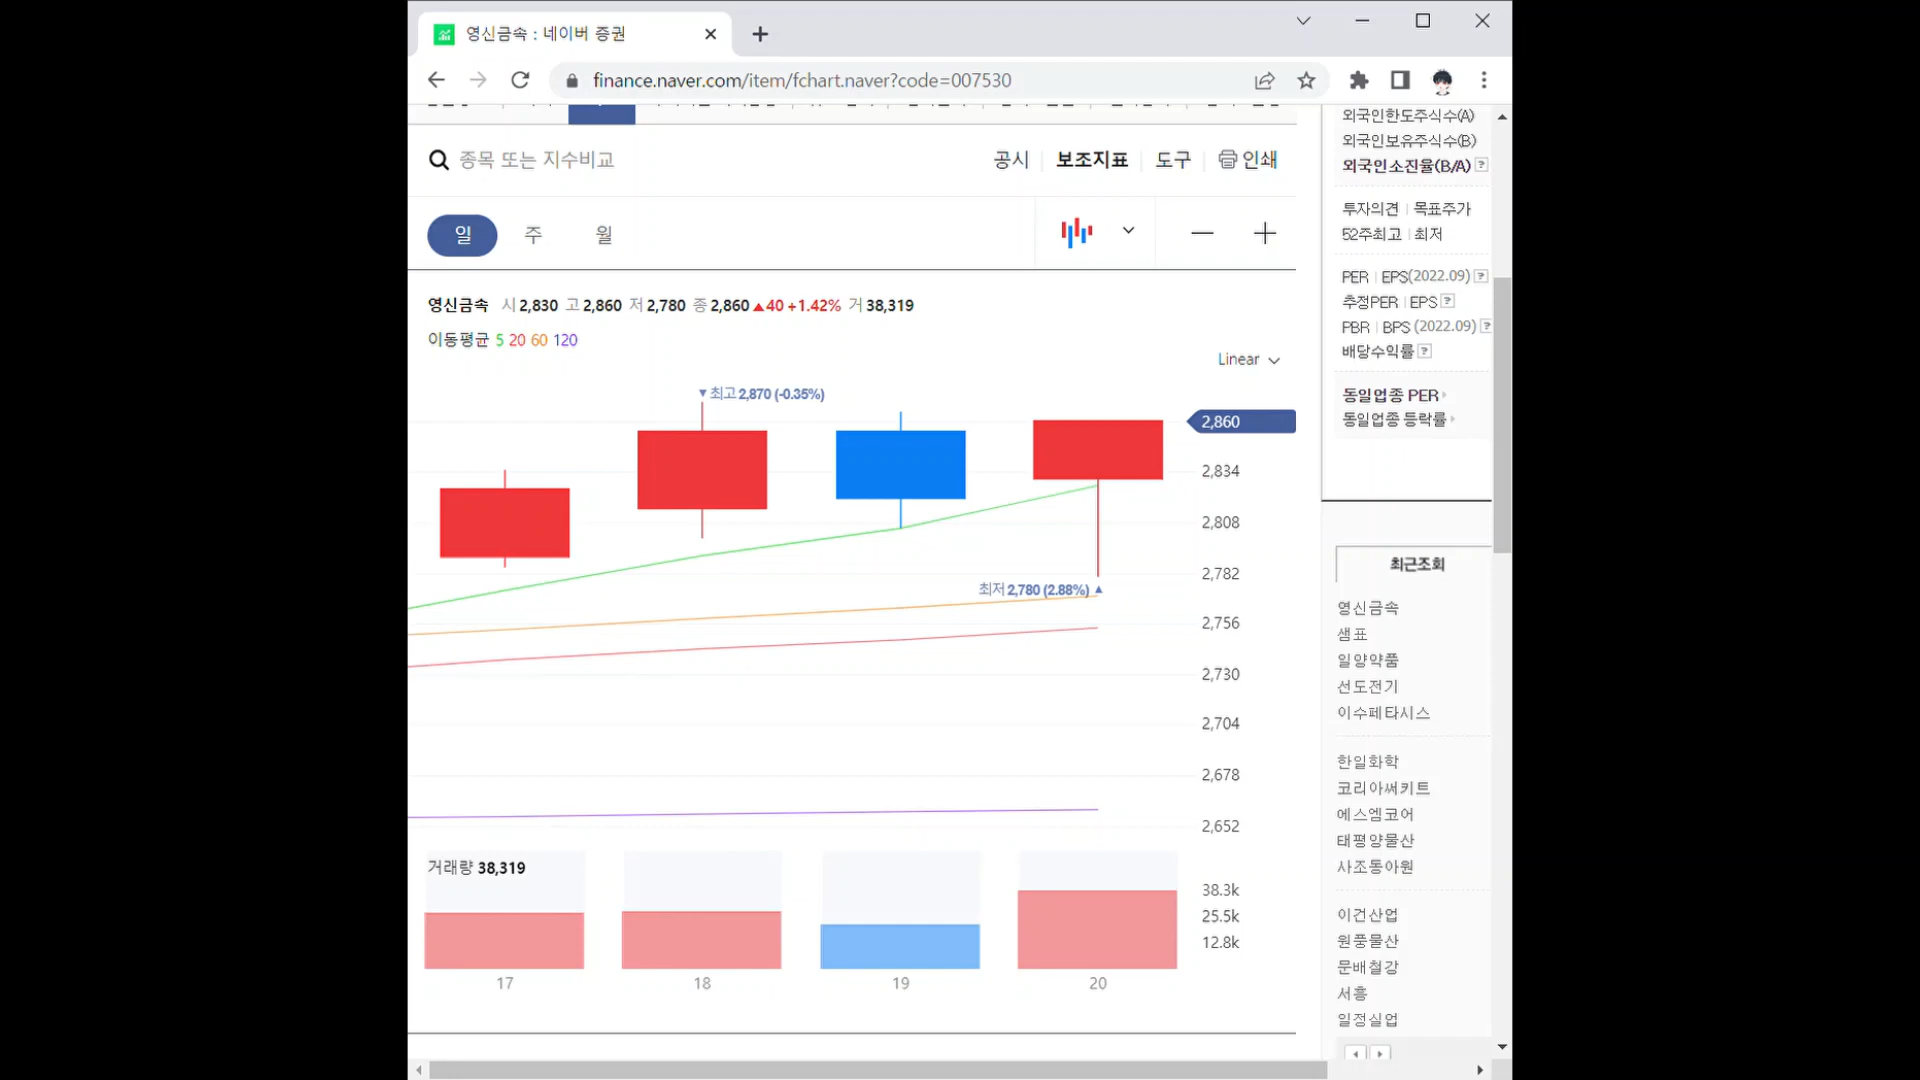 영신금속 : 네이버 증권
finance.naver.com/item/fchart.naver?code=007530
종목 또는 지수비교
공시 보조지표 도구 인쇄
일 주 월
영신금속 시 2,830 고 2,860 저 2,780 종 2,860 ▲40 +1.42% 거 38,319
이동평균 5 20 60 120
Linear
▼최고 2,870 (-0.35%)
2,860
2,834
2,808
2,782
최저 2,780 (2.88%) ▲
2,756
2,730
2,704
2,678
2,652
거래량 38,319
38.3k
25.5k
12.8k
17 18 19 20
외국인한도주식수(A)
외국인보유주식수(B)
외국인소진율(B/A) ?
투자의견 | 목표주가
52주최고 | 최저
PER | EPS(2022.09) ?
추정PER | EPS ?
PBR | BPS (2022.09) ?
배당수익률 ?
동일업종 PER
동일업종 등락률
최근조회
영신금속
샘표
일양약품
선도전기
이수페타시스
한일화학
코리아써키트
에스엠코어
태평양물산
사조동아원
이건산업
원풍물산
문배철강
서흥
일정실업